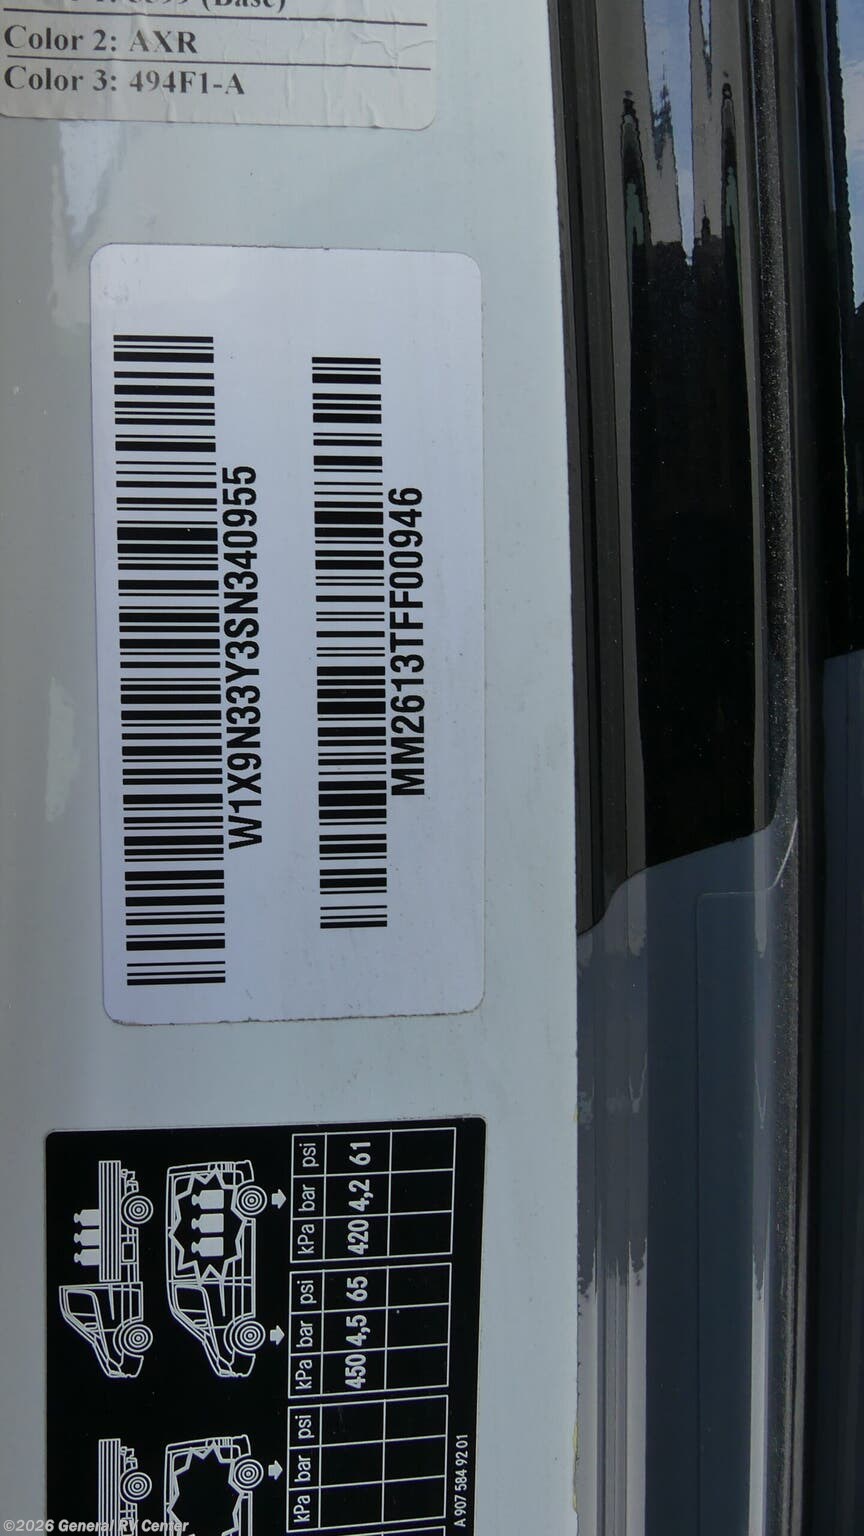 Color 2: AXR
Color 3: 494F1-A
W1X9N33Y3SN340955
MM2613TFF00946
kPa bar psi kPa bar psi kPa bar psi
450 4,5 65 420 4,2 61
A 907 584 92 01
©2026 General RV Center